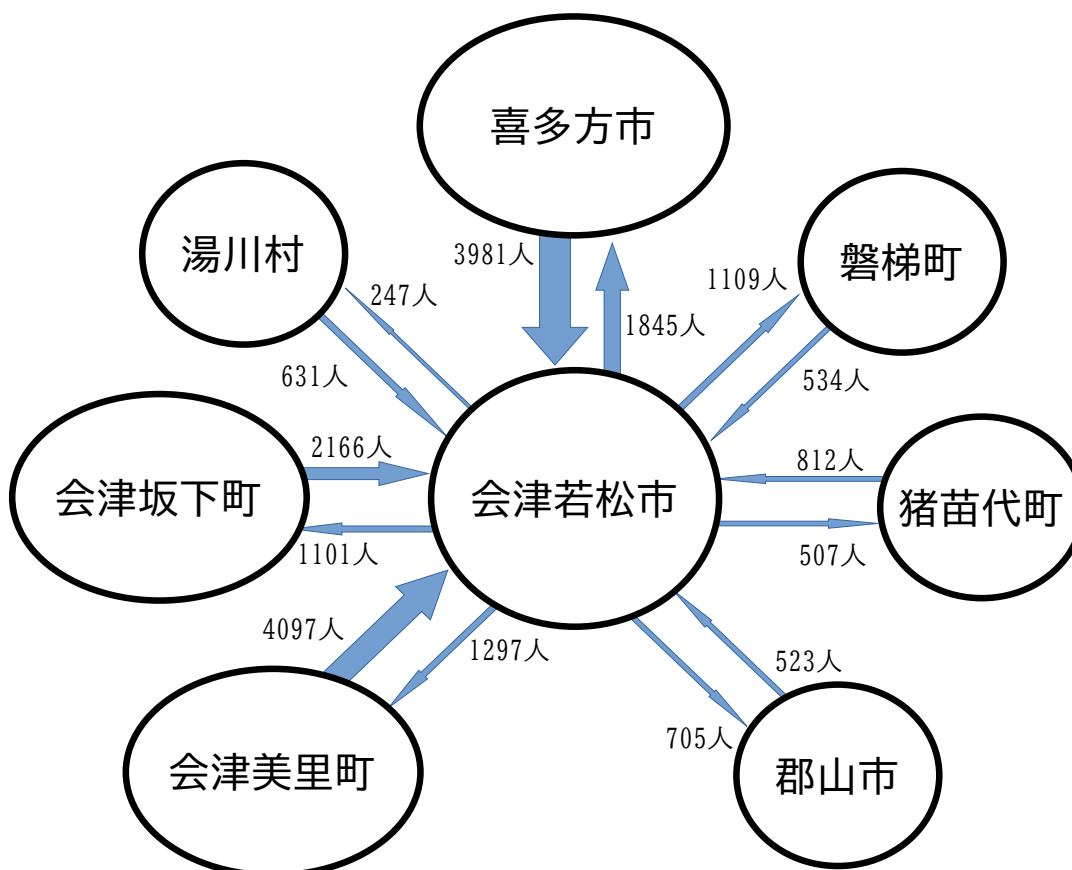 喜多方市
湯川村
磐梯町
3981人
1845人
247人
631人
1109人
534人
会津坂下町
2166人
1101人
会津若松市
812人
507人
猪苗代町
4097人
1297人
523人
705人
会津美里町
郡山市